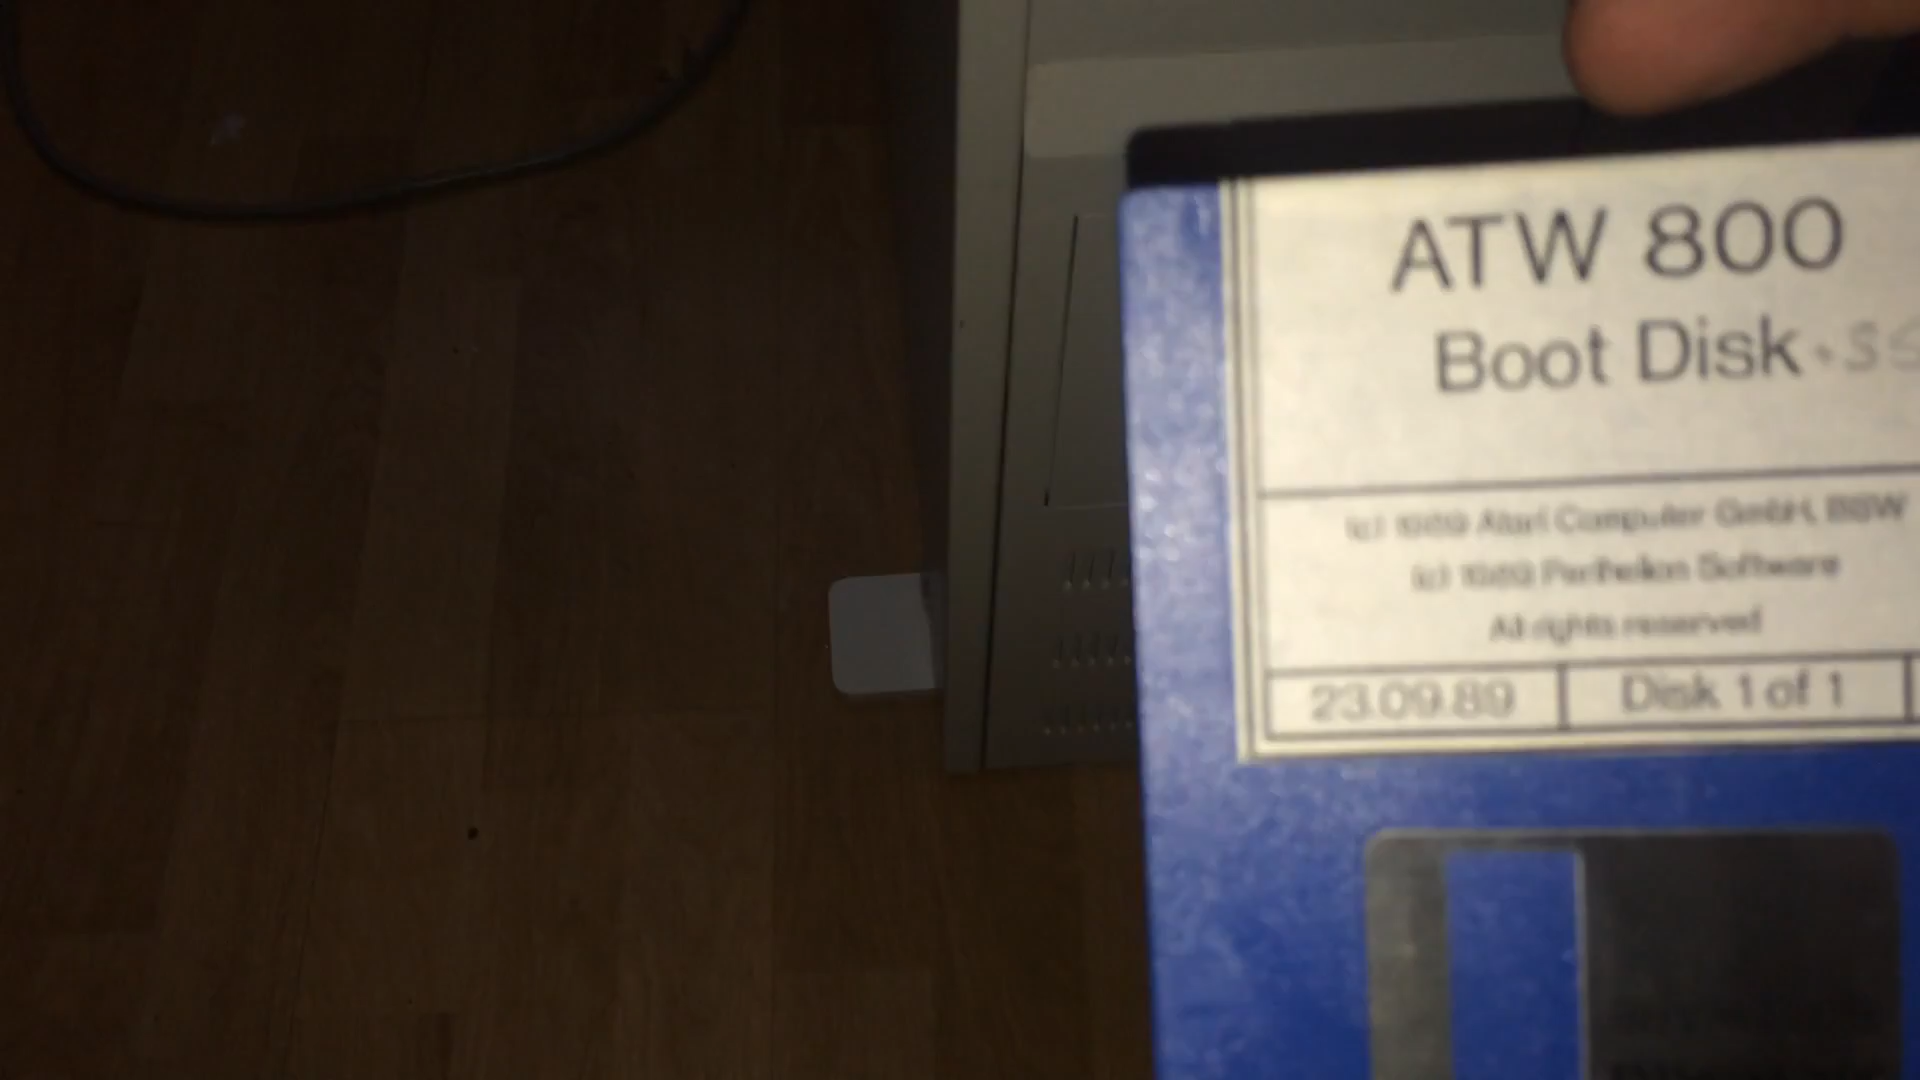 ATW 800
Boot Disk
(c) 1989 Atari Computer GmbH, BSW
(c) 1989 Perihelion Software
All rights reserved
23.09.89
Disk 1 of 1